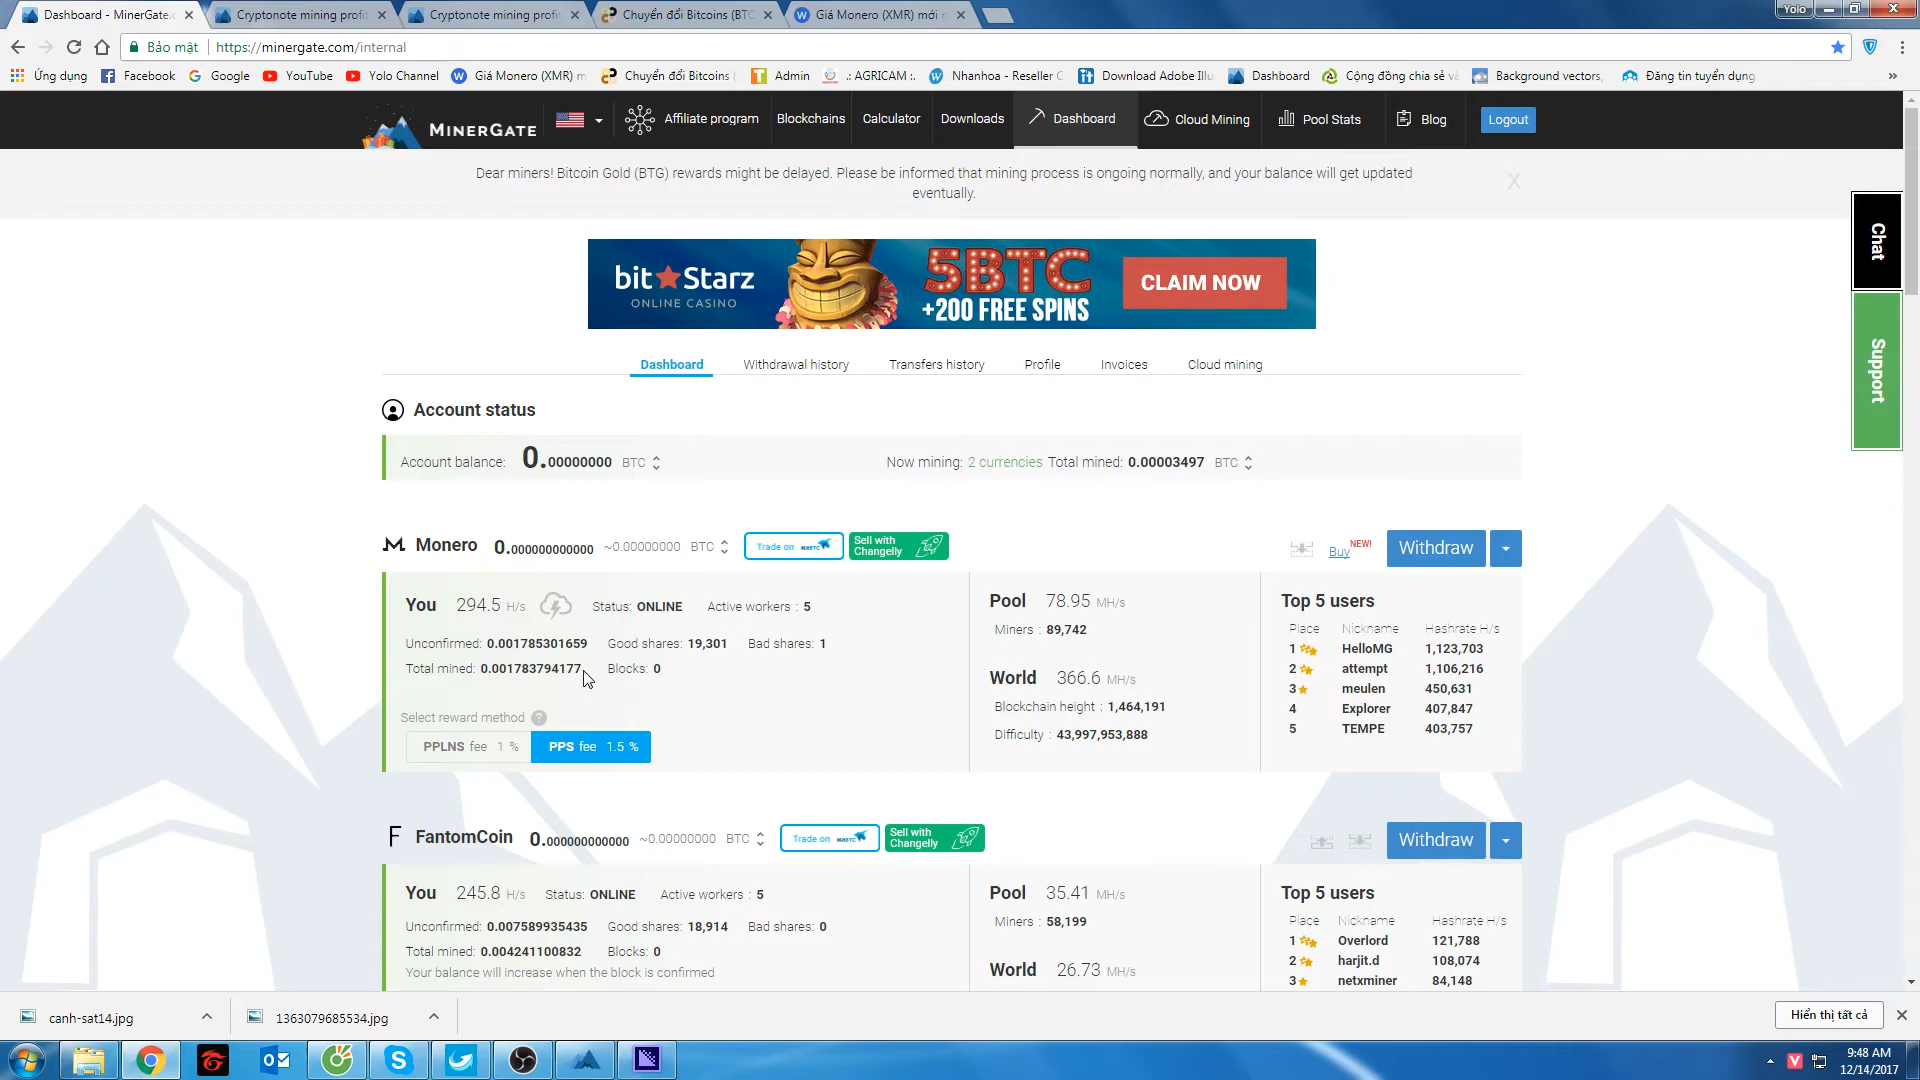 Dashboard - MinerGate.c
Cryptonote mining profi
Cryptonote mining profi
Chuyển đổi Bitcoins (BTC
Giá Monero (XMR) mới n
Yolo
Bảo mật
https://minergate.com/internal
Ứng dụng
Facebook
Google
YouTube
Yolo Channel
Giá Monero (XMR) m
Chuyển đổi Bitcoins (
Admin
.: AGRICAM :.
Nhanhoa - Reseller C
Download Adobe Illu
Dashboard
Cộng đồng chia sẻ v
Background vectors,
Đăng tin tuyển dụng
MINERGATE
Affiliate program
Blockchains
Calculator
Downloads
Dashboard
Cloud Mining
Pool Stats
Blog
Logout
Dear miners! Bitcoin Gold (BTG) rewards might be delayed. Please be informed that mining process is ongoing normally, and your balance will get updated
eventually.
X
Chat
Support
bit Starz
ONLINE CASINO
5BTC
+200 FREE SPINS
CLAIM NOW
Dashboard
Withdrawal history
Transfers history
Profile
Invoices
Cloud mining
Account status
Account balance: 0.00000000 BTC
Now mining: 2 currencies Total mined: 0.00003497 BTC
Monero 0.000000000000 ~0.00000000 BTC
Trade on
Sell with
Changelly
Buy NEW!
Withdraw
You 294.5 H/s Status: ONLINE Active workers : 5
Unconfirmed: 0.001785301659 Good shares: 19,301 Bad shares: 1
Total mined: 0.001783794177 Blocks: 0
Select reward method ?
PPLNS fee 1 %
PPS fee 1.5 %
Pool 78.95 MH/s
Miners : 89,742
World 366.6 MH/s
Blockchain height : 1,464,191
Difficulty : 43,997,953,888
Top 5 users
Place Nickname Hashrate H/s
1 HelloMG 1,123,703
2 attempt 1,106,216
3 meulen 450,631
4 Explorer 407,847
5 TEMPE 403,757
FantomCoin 0.000000000000 ~0.00000000 BTC
Trade on
Sell with
Changelly
Withdraw
You 245.8 H/s Status: ONLINE Active workers : 5
Unconfirmed: 0.007589935435 Good shares: 18,914 Bad shares: 0
Total mined: 0.004241100832 Blocks: 0
Your balance will increase when the block is confirmed
Pool 35.41 MH/s
Miners : 58,199
World 26.73 MH/s
Top 5 users
Place Nickname Hashrate H/s
1 Overlord 121,788
2 harjit.d 108,074
3 netxminer 84,148
canh-sat14.jpg
1363079685534.jpg
Hiển thị tất cả
9:48 AM
12/14/2017